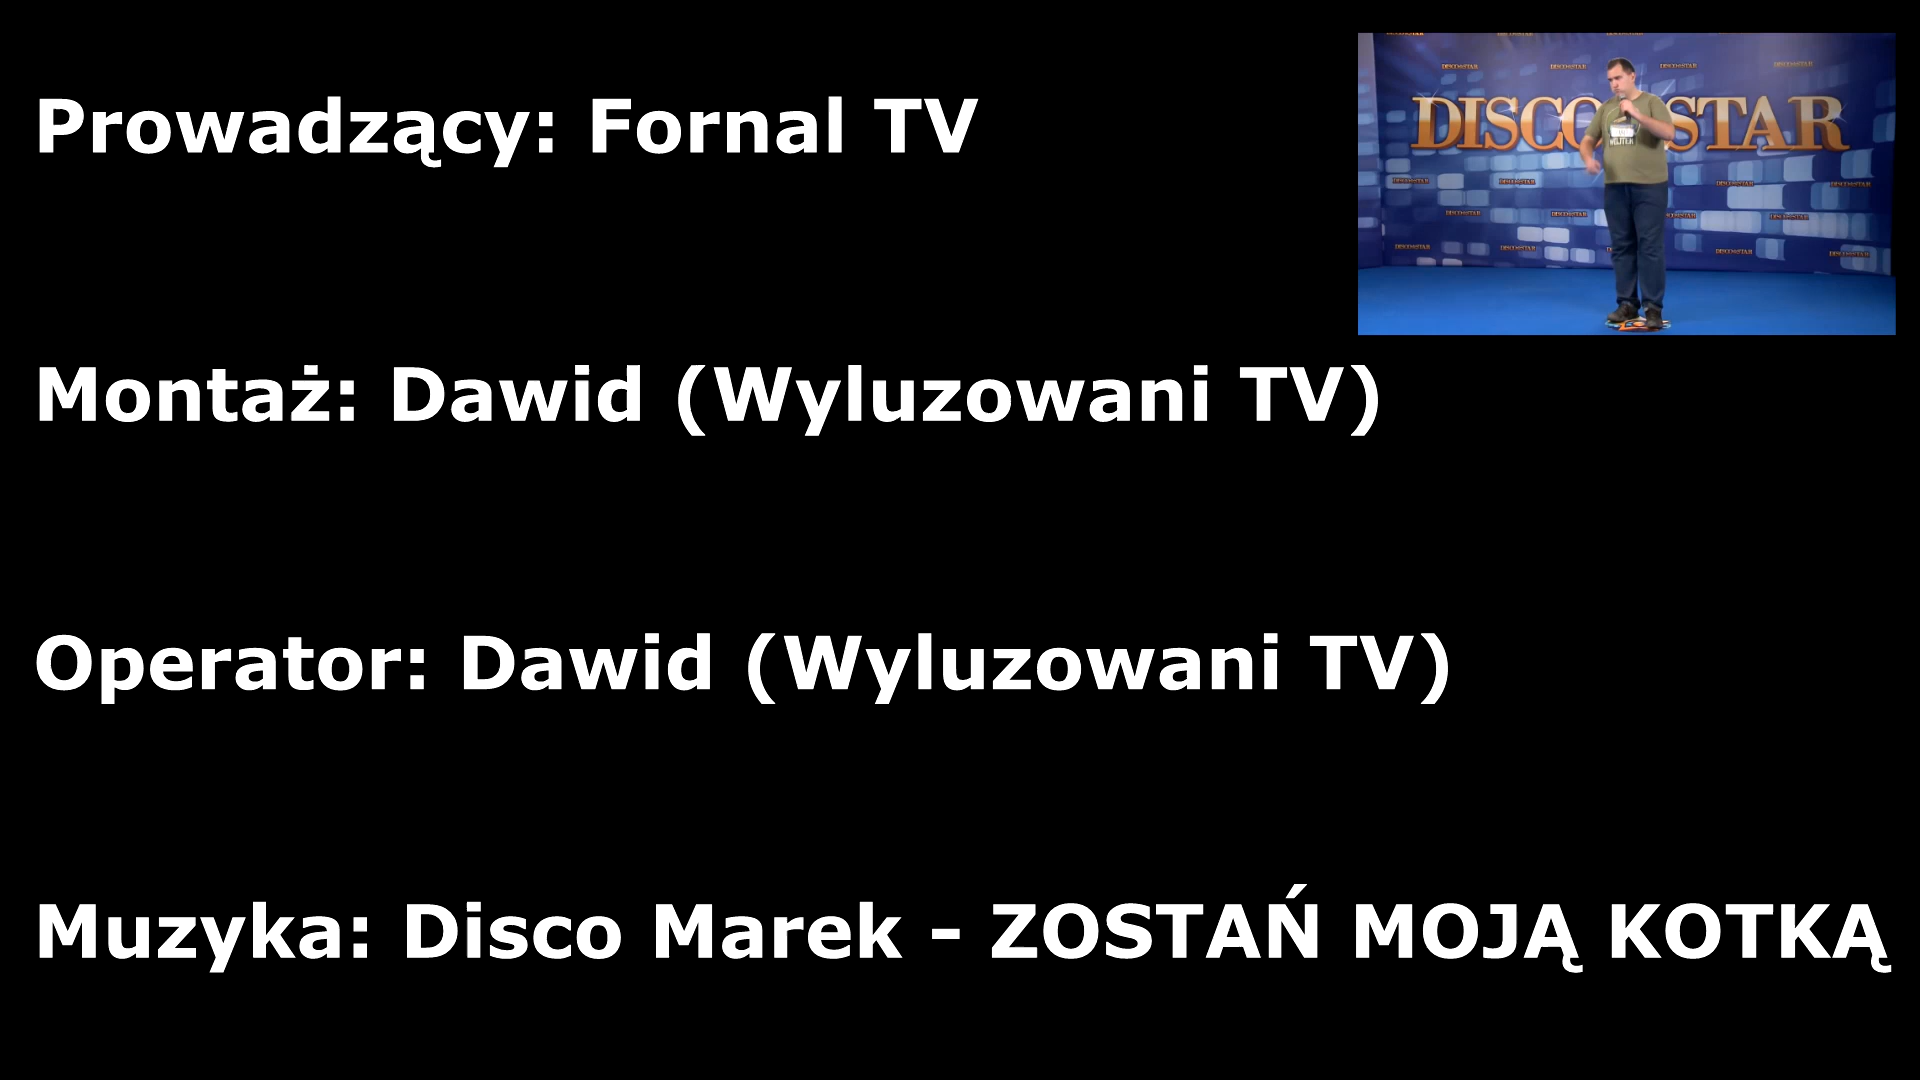 Prowadzący: Fornal TV
DISCO STAR
Montaż: Dawid (Wyluzowani TV)
Operator: Dawid (Wyluzowani TV)
Muzyka: Disco Marek - ZOSTAŃ MOJĄ KOTKĄ